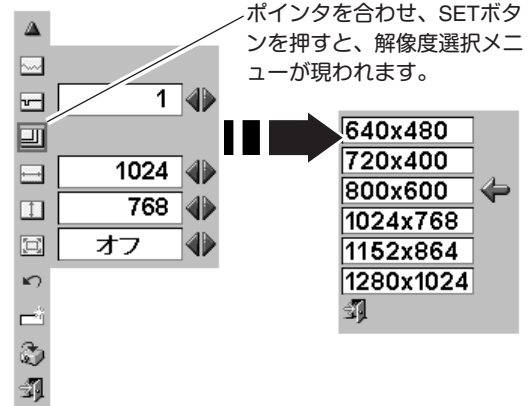 ポインタを合わせ、SETボタ
ンを押すと、解像度選択メニ
ューが現われます。
1
1024
768
オフ
640x480
720x400
800x600
1024x768
1152x864
1280x1024